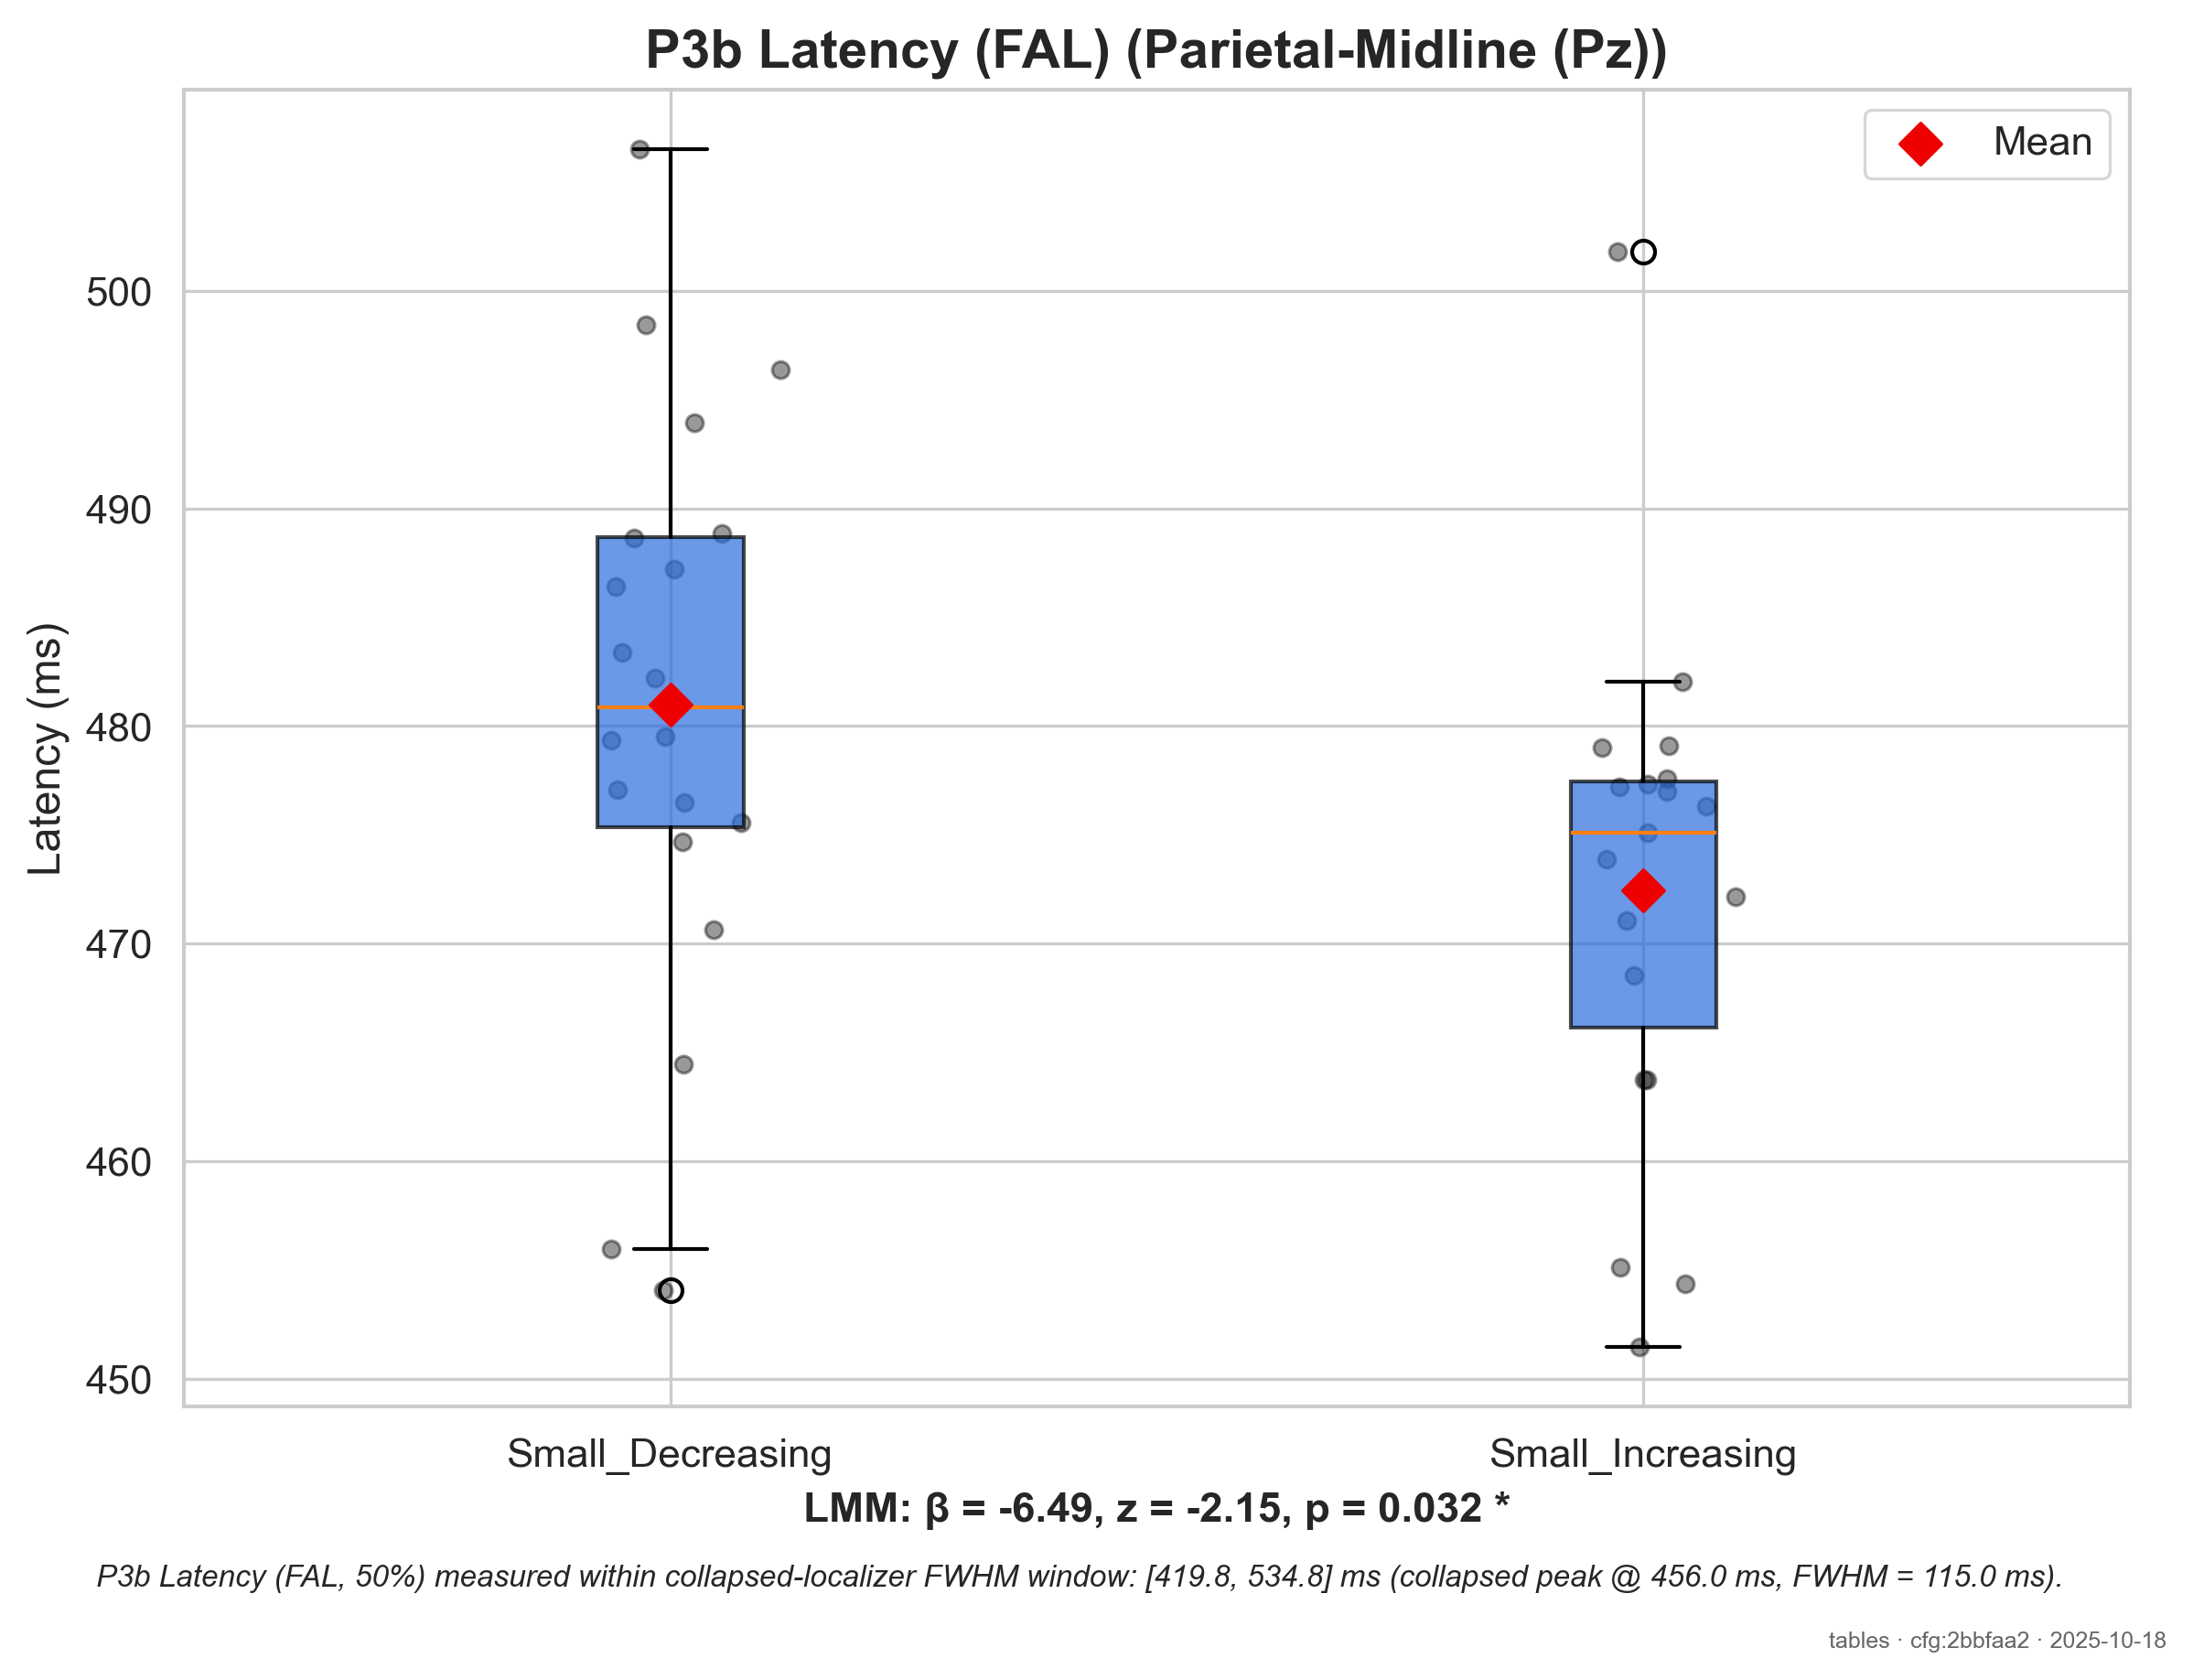 P3b Latency (FAL) (Parietal-Midline (Pz))
Mean
Latency (ms)
500
490
480
470
460
450
Small_Decreasing
Small_Increasing
LMM: β = -6.49, z = -2.15, p = 0.032 *
P3b Latency (FAL, 50%) measured within collapsed-localizer FWHM window: [419.8, 534.8] ms (collapsed peak @ 456.0 ms, FWHM = 115.0 ms).
tables · cfg:2bbfaa2 · 2025-10-18